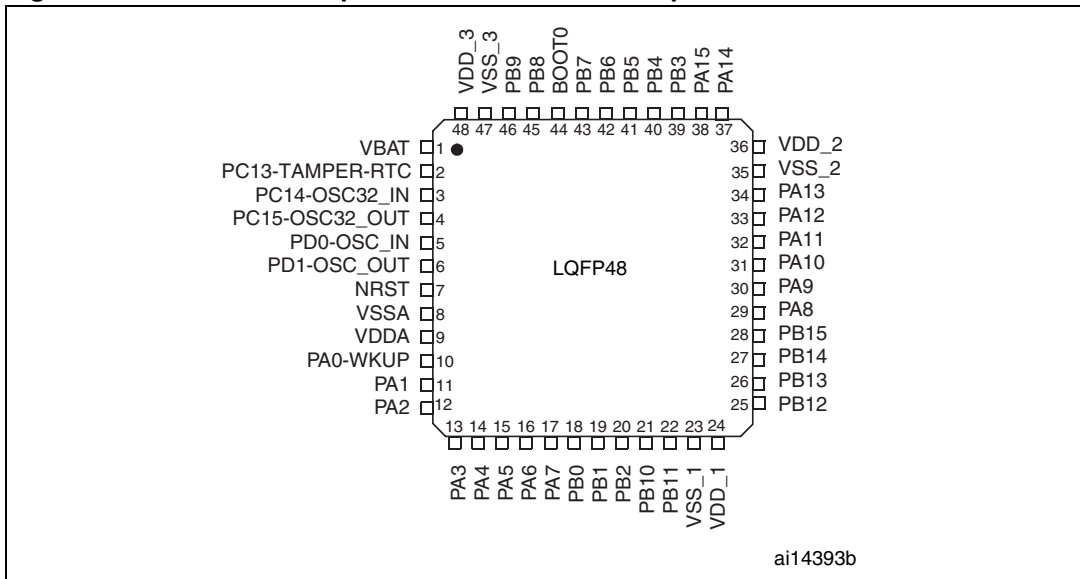 VDD_3
VSS_3
PB9
PB8
BOOT0
PB7
PB6
PB5
PB4
PB3
PA15
PA14
48 47 46 45 44 43 42 41 40 39 38 37
VBAT 1
PC13-TAMPER-RTC 2
PC14-OSC32_IN 3
PC15-OSC32_OUT 4
PD0-OSC_IN 5
PD1-OSC_OUT 6
NRST 7
VSSA 8
VDDA 9
PA0-WKUP 10
PA1 11
PA2 12
LQFP48
36 VDD_2
35 VSS_2
34 PA13
33 PA12
32 PA11
31 PA10
30 PA9
29 PA8
28 PB15
27 PB14
26 PB13
25 PB12
13 14 15 16 17 18 19 20 21 22 23 24
PA3
PA4
PA5
PA6
PA7
PB0
PB1
PB2
PB10
PB11
VSS_1
VDD_1
ai14393b